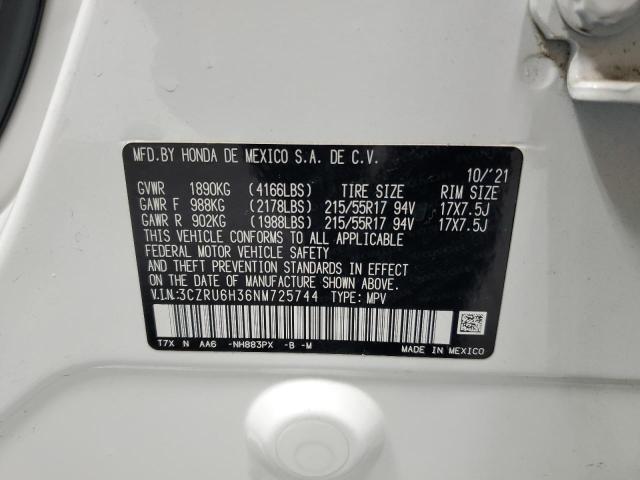 MFD.BY HONDA DE MEXICO S.A. DE C.V.
10/'21
GVWR 1890KG (4166LBS) TIRE SIZE RIM SIZE
GAWR F 988KG (2178LBS) 215/55R17 94V 17X7.5J
GAWR R 902KG (1988LBS) 215/55R17 94V 17X7.5J
THIS VEHICLE CONFORMS TO ALL APPLICABLE
FEDERAL MOTOR VEHICLE SAFETY
AND THEFT PREVENTION STANDARDS IN EFFECT
ON THE DATE OF MANUFACTURE SHOWN ABOVE.
V.I.N.:3CZRU6H36NM725744 TYPE: MPV
T7X N AA6 -NH883PX -B -M MADE IN MEXICO